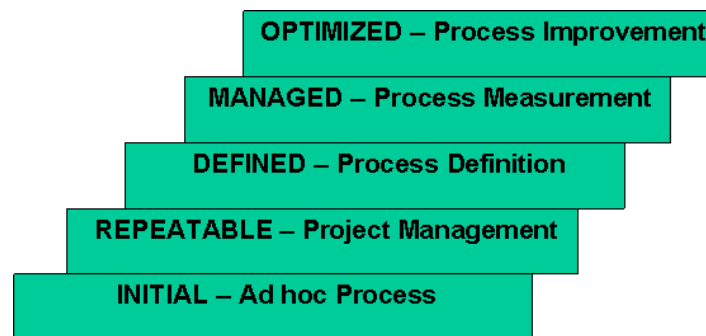 OPTIMIZED – Process Improvement
MANAGED – Process Measurement
DEFINED – Process Definition
REPEATABLE – Project Management
INITIAL – Ad hoc Process